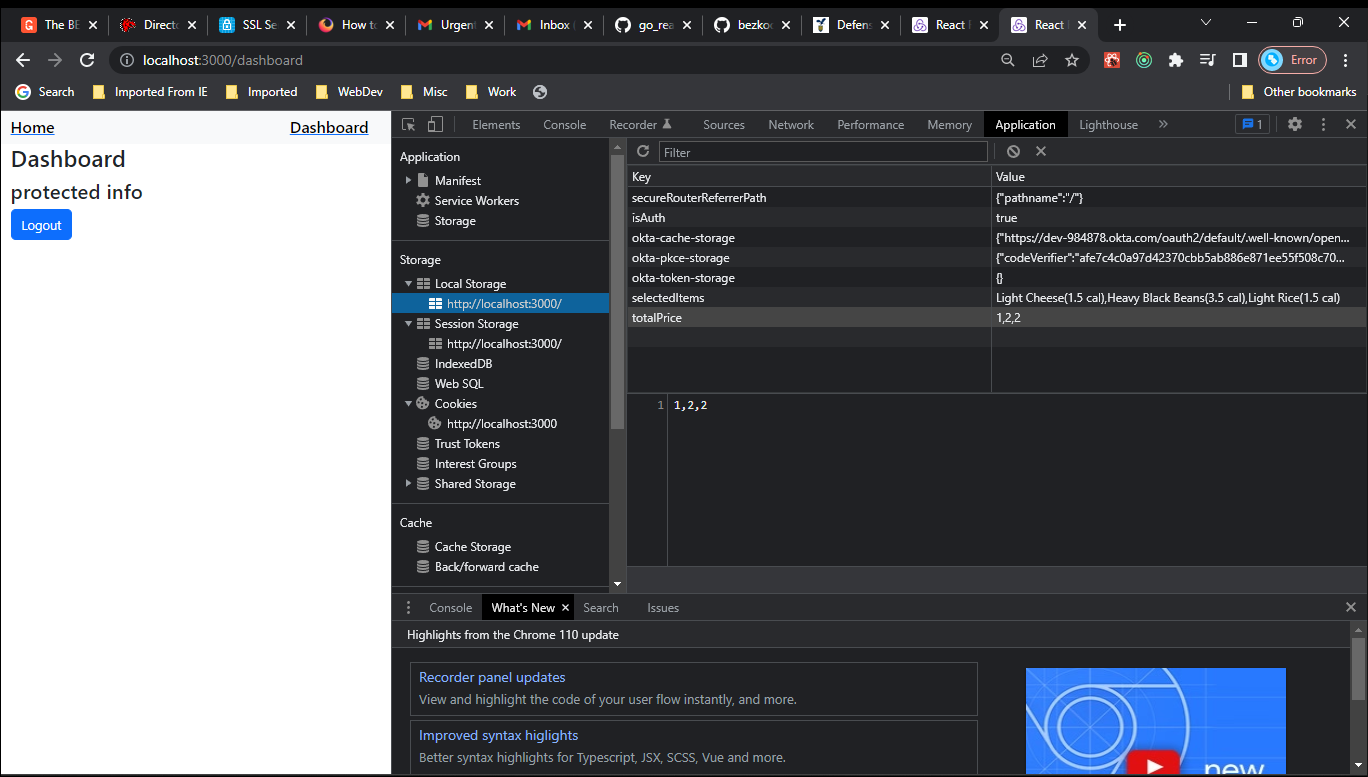 The BE
Directo
SSL Se
How to
Urgent
Inbox
go_rea
bezkod
Defens
React
React
localhost:3000/dashboard
Error
Search
Imported From IE
Imported
WebDev
Misc
Work
Other bookmarks
Home
Dashboard
Dashboard
protected info
Logout
Elements
Console
Recorder
Sources
Network
Performance
Memory
Application
Lighthouse
1
Application
Manifest
Service Workers
Storage
Storage
Local Storage
http://localhost:3000/
Session Storage
http://localhost:3000/
IndexedDB
Web SQL
Cookies
http://localhost:3000
Trust Tokens
Interest Groups
Shared Storage
Cache
Cache Storage
Back/forward cache
Filter
Key Value
secureRouterReferrerPath {"pathname":"/"}
isAuth true
okta-cache-storage {"https://dev-984878.okta.com/oauth2/default/.well-known/open...
okta-pkce-storage {"codeVerifier":"afe7c4c0a97d42370cbb5ab886e871ee55f508c70...
okta-token-storage {}
selectedItems Light Cheese(1.5 cal),Heavy Black Beans(3.5 cal),Light Rice(1.5 cal)
totalPrice 1,2,2
1 1,2,2
Console
What's New
Search
Issues
Highlights from the Chrome 110 update
Recorder panel updates
View and highlight the code of your user flow instantly, and more.
Improved syntax higlights
Better syntax highlights for Typescript, JSX, SCSS, Vue and more.
new